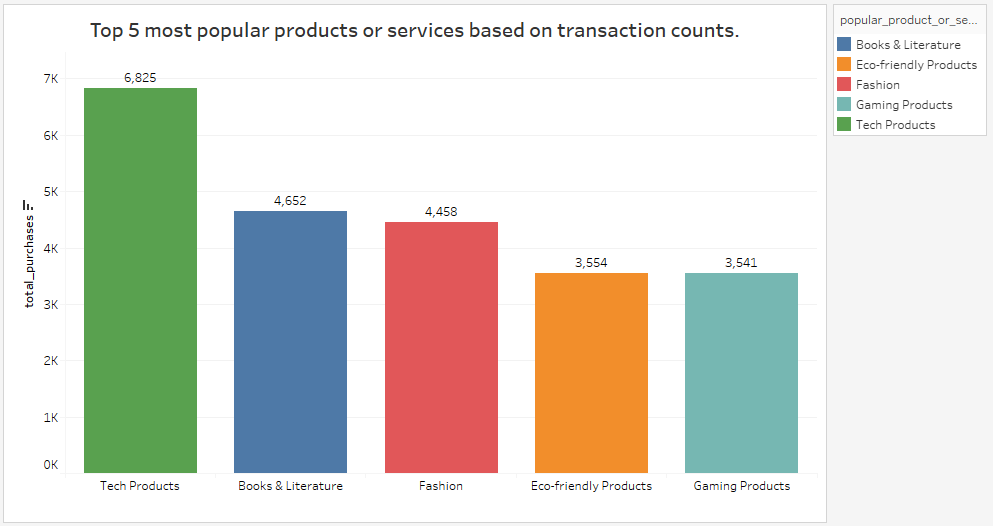 Top 5 most popular products or services based on transaction counts.
popular_product_or_se...
Books & Literature
Eco-friendly Products
Fashion
Gaming Products
Tech Products
total_purchases
7K
6K
5K
4K
3K
2K
1K
0K
6,825
4,652
4,458
3,554
3,541
Tech Products
Books & Literature
Fashion
Eco-friendly Products
Gaming Products